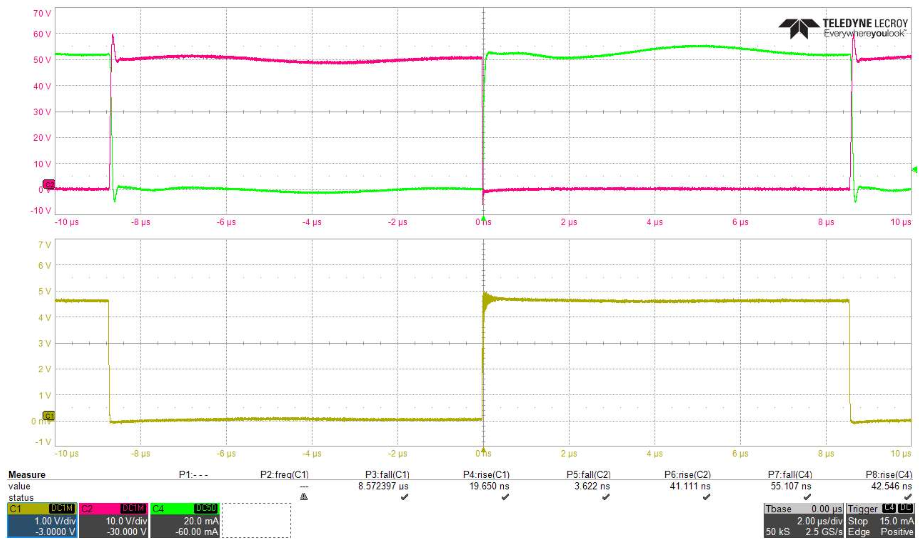 70 V
60 V
50 V
40 V
30 V
20 V
10 V
0 V
-10 V
C2
TELEDYNE LECROY
Everywhereyoulook™
-10 µs -8 µs -6 µs -4 µs -2 µs 0 ns 2 µs 4 µs 6 µs 8 µs 10 µs
7 V
6 V
5 V
4 V
3 V
2 V
1 V
0 mV
-1 V
C1
-10 µs -8 µs -6 µs -4 µs -2 µs 0 ns 2 µs 4 µs 6 µs 8 µs 10 µs
Measure P1:- - - P2:freq(C1) P3:fall(C1) P4:rise(C1) P5:fall(C2) P6:rise(C2) P7:fall(C4) P8:rise(C4)
value --- 8.572397 µs 19.650 ns 3.622 ns 41.111 ns 55.107 ns 42.546 ns
status
C1 DC1M C2 DC1M C4 DC50 Tbase 0.00 µs Trigger C4 DC
1.00 V/div 10.0 V/div 20.0 mA 2.00 µs/div Stop 15.0 mA
-3.0000 V -30.000 V -60.00 mA 50 kS 2.5 GS/s Edge Positive